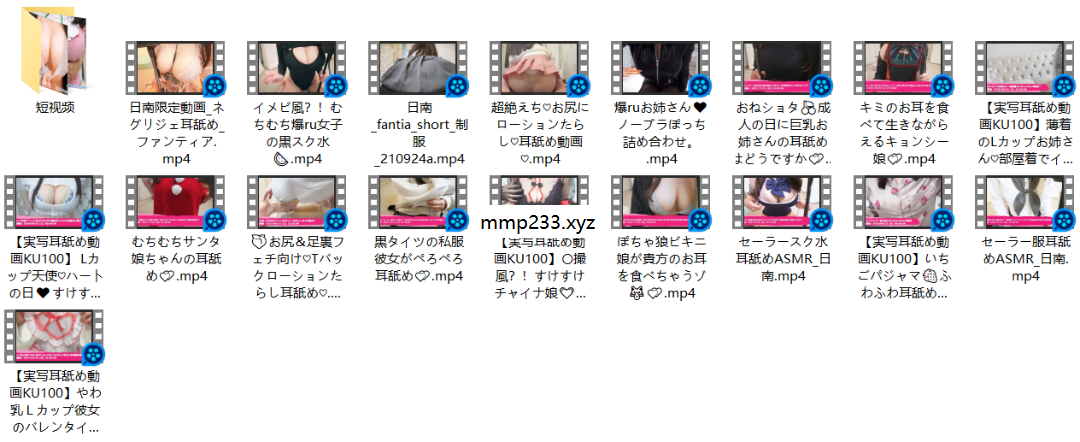 短视频
日南限定動画_ネ
グリジェ耳舐め_
ファンティア.
mp4
イメビ風？！む
ちむち爆ru女子
の黒スク水
🍉.mp4
日南
_fantia_short_制
服
_210924a.mp4
超絶えち♡お尻に
ローションたら
し♡耳舐め動画
♡.mp4
爆ruお姉さん❤
ノーブラぽっち
詰め合わせ。
.mp4
おねショタ💦成
人の日に巨乳お
姉さんの耳舐め
はどうですか♡...
キミのお耳を食
べて生きながら
えるキョンシー
娘♡.mp4
【実写耳舐め動
画KU100】薄着
のLカップお姉さ
ん♡部屋着でイ...
【実写耳舐め動
画KU100】 Lカ
ップ天使♡ハート
の日❤すけす...
むちむちサンタ
娘ちゃんの耳舐
め♡.mp4
🍑お尻＆足裏フ
ェチ向け♡Tバッ
クローションた
らし耳舐め♡....
黒タイツの私服
彼女がぺろぺろ
耳舐め♡.mp4
mmp233.xyz
【実写耳舐め動
画KU100】〇撮
風？！すけすけ
チャイナ娘♡...
ぽちゃ狼ビキニ
娘が貴方のお耳
を食べちゃうゾ
🐺♡.mp4
セーラースク水
耳舐めASMR_日
南.mp4
【実写耳舐め動
画KU100】いち
ごパジャマ🍓ふ
わふわ耳舐め...
セーラー服耳舐
めASMR_日南.
mp4
【実写耳舐め動
画KU100】やわ
乳Ｌカップ彼女
のバレンタイ...